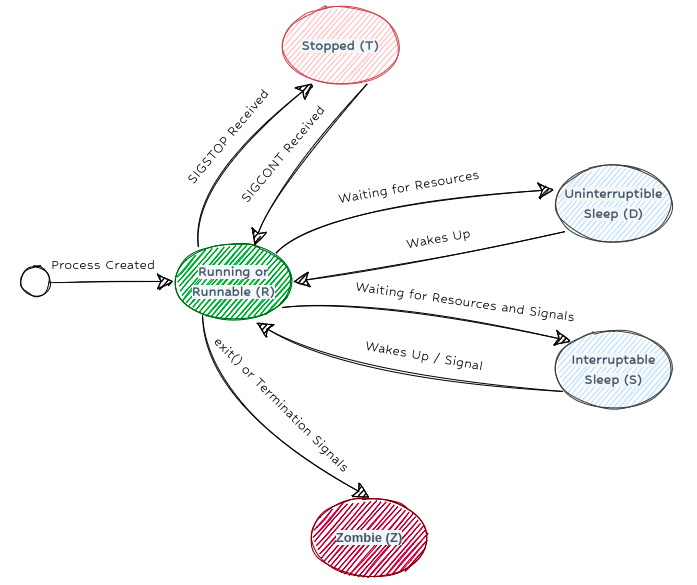 Stopped (T)
SIGSTOP Received
SIGCONT Received
Waiting for Resources
Uninterruptible
Sleep (D)
Wakes Up
Process Created
Running or
Runnable (R)
Waiting for Resources and Signals
Wakes Up / Signal
Interruptable
Sleep (S)
exit() or Termination Signals
Zombie (Z)